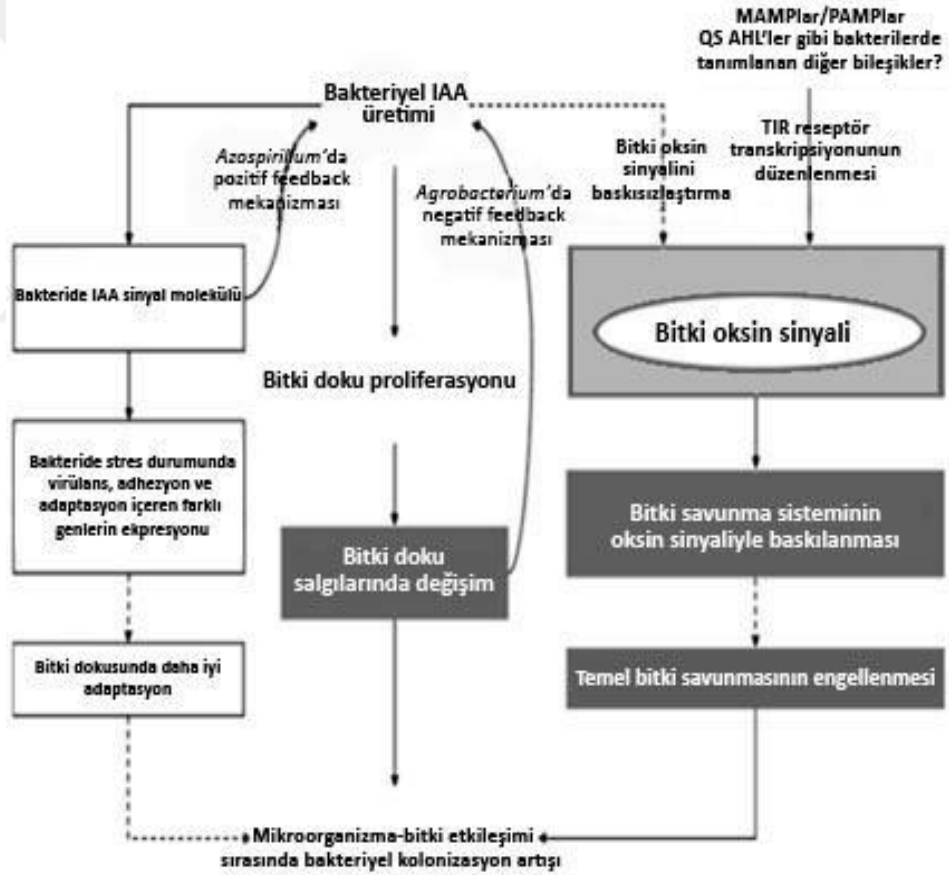 MAMPlar/PAMPlar
QS AHL'ler gibi bakterilerde
tanımlanan diğer bileşikler?
Bakteriyel IAA
üretimi
Azospirillum'da
pozitif feedback
mekanizması
Agrobacterium'da
negatif feedback
mekanizması
Bitki oksin
sinyalini
baskısızlaştırma
TIR reseptör
transkripsiyonunun
düzenlenmesi
Bakteride IAA sinyal molekülü
Bitki doku proliferasyonu
Bitki oksin sinyali
Bakteride stres durumunda
virülans, adhezyon ve
adaptasyon içeren farklı
genlerin ekpresyonu
Bitki doku
salgılarında değişim
Bitki savunma sisteminin
oksin sinyaliyle baskılanması
Bitki dokusunda daha iyi
adaptasyon
Temel bitki savunmasının engellenmesi
Mikroorganizma-bitki etkileşimi
sırasında bakteriyel kolonizasyon artışı